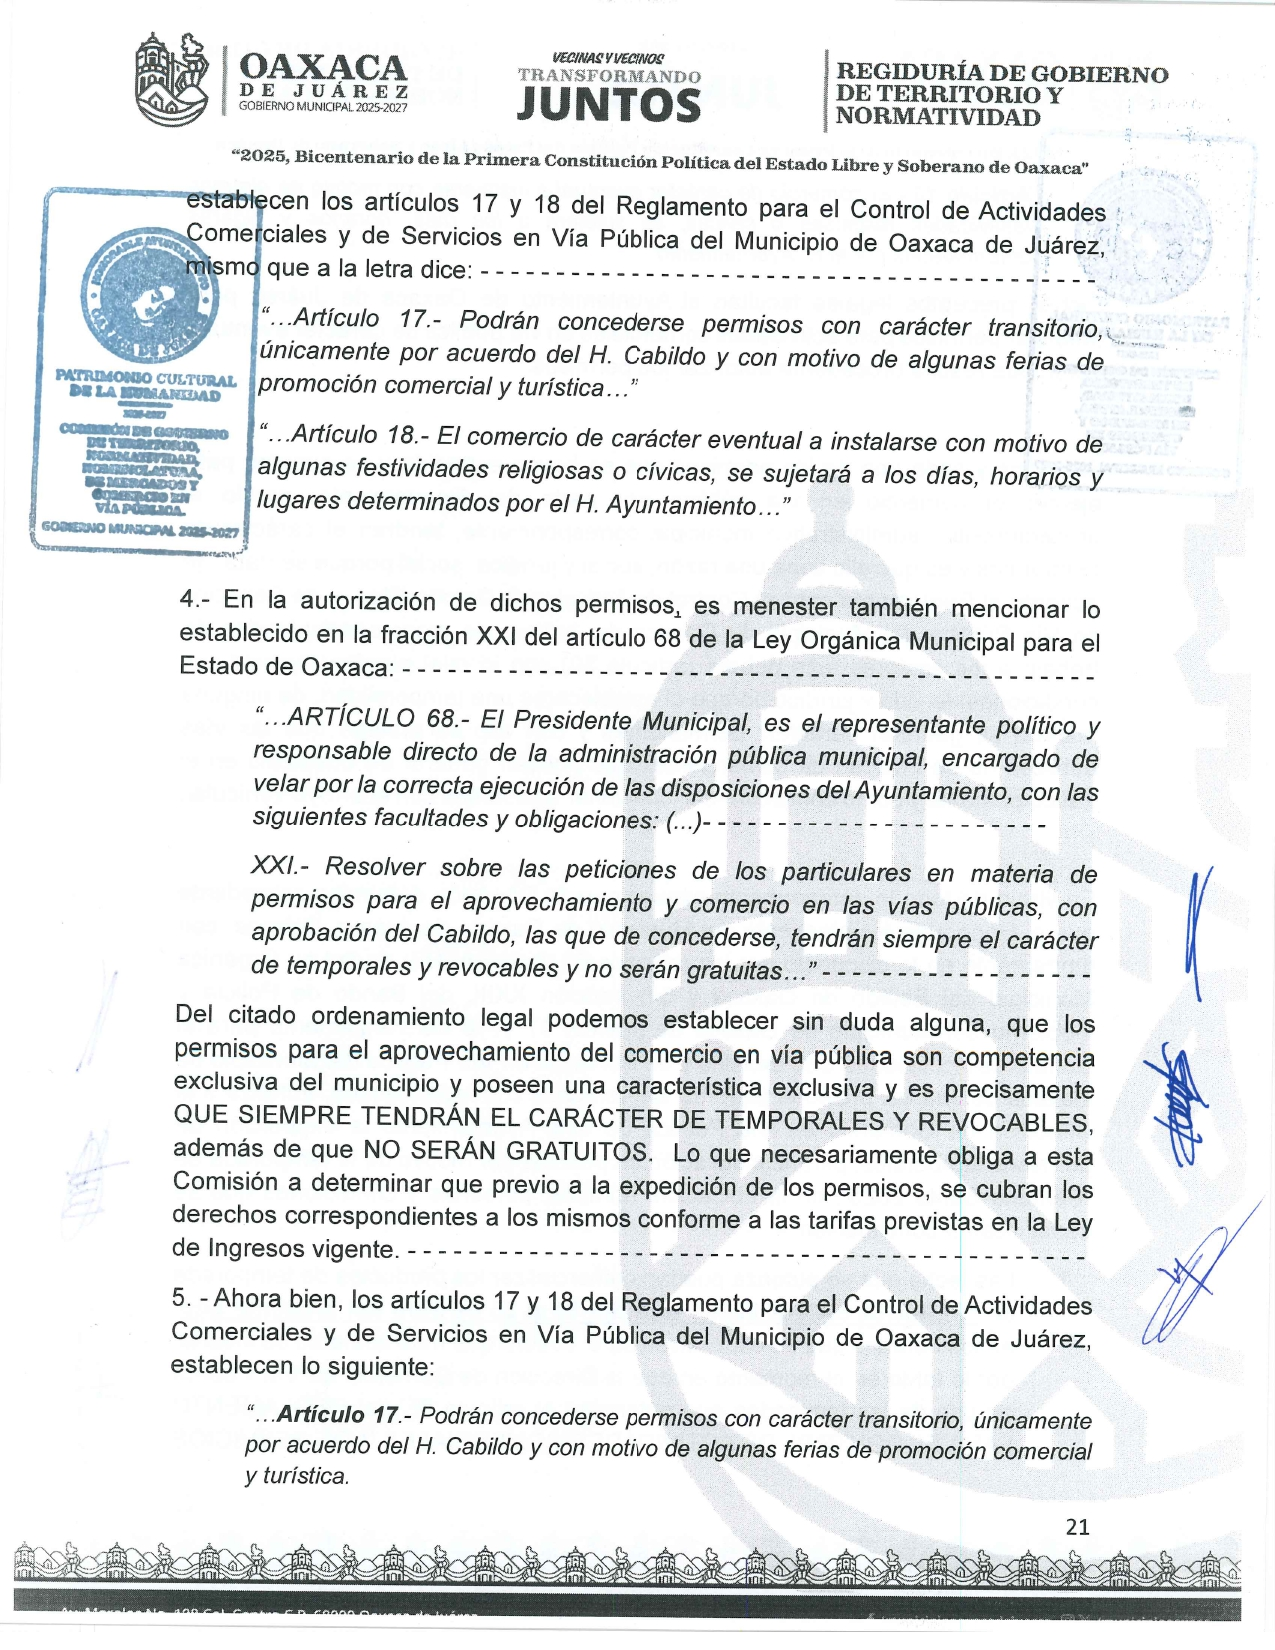 OAXACA
DE JUÁREZ
GOBIERNO MUNICIPAL 2025-2027
VECINAS Y VECINOS
TRANSFORMANDO
JUNTOS
REGIDURÍA DE GOBIERNO
DE TERRITORIO Y
NORMATIVIDAD
"2025, Bicentenario de la Primera Constitución Política del Estado Libre y Soberano de Oaxaca"
establecen los artículos 17 y 18 del Reglamento para el Control de Actividades
Comerciales y de Servicios en Vía Pública del Municipio de Oaxaca de Juárez,
mismo que a la letra dice: - - - - - - - - - - - - - - - - - - - - - - - - - - - - - - - - - - - - - - - -
"...Artículo 17.- Podrán concederse permisos con carácter transitorio,
únicamente por acuerdo del H. Cabildo y con motivo de algunas ferias de
promoción comercial y turística..."
"...Artículo 18.- El comercio de carácter eventual a instalarse con motivo de
algunas festividades religiosas o cívicas, se sujetará a los días, horarios y
lugares determinados por el H. Ayuntamiento..."
PATRIMONIO CULTURAL
DE LA HUMANIDAD
2025-2027
COMISIÓN DE GOBIERNO
DE TERRITORIO,
NORMATIVIDAD,
NOMENCLATURA,
DE MERCADOS Y
COMERCIO EN
VÍA PÚBLICA.
GOBIERNO MUNICIPAL 2025-2027
4.- En la autorización de dichos permisos, es menester también mencionar lo
establecido en la fracción XXI del artículo 68 de la Ley Orgánica Municipal para el
Estado de Oaxaca: - - - - - - - - - - - - - - - - - - - - - - - - - - - - - - - - - - - - - - - - - - - - - -
"...ARTÍCULO 68.- El Presidente Municipal, es el representante político y
responsable directo de la administración pública municipal, encargado de
velar por la correcta ejecución de las disposiciones del Ayuntamiento, con las
siguientes facultades y obligaciones: (...)- - - - - - - - - - - - - - - - - - - - - - -
XXI.- Resolver sobre las peticiones de los particulares en materia de
permisos para el aprovechamiento y comercio en las vías públicas, con
aprobación del Cabildo, las que de concederse, tendrán siempre el carácter
de temporales y revocables y no serán gratuitas..."- - - - - - - - - - - - - - - - - -
Del citado ordenamiento legal podemos establecer sin duda alguna, que los
permisos para el aprovechamiento del comercio en vía pública son competencia
exclusiva del municipio y poseen una característica exclusiva y es precisamente
QUE SIEMPRE TENDRÁN EL CARÁCTER DE TEMPORALES Y REVOCABLES,
además de que NO SERÁN GRATUITOS. Lo que necesariamente obliga a esta
Comisión a determinar que previo a la expedición de los permisos, se cubran los
derechos correspondientes a los mismos conforme a las tarifas previstas en la Ley
de Ingresos vigente. - - - - - - - - - - - - - - - - - - - - - - - - - - - - - - - - - - - - - - - - - - - - -
5. - Ahora bien, los artículos 17 y 18 del Reglamento para el Control de Actividades
Comerciales y de Servicios en Vía Pública del Municipio de Oaxaca de Juárez,
establecen lo siguiente:
"...Artículo 17.- Podrán concederse permisos con carácter transitorio, únicamente
por acuerdo del H. Cabildo y con motivo de algunas ferias de promoción comercial
y turística.
21